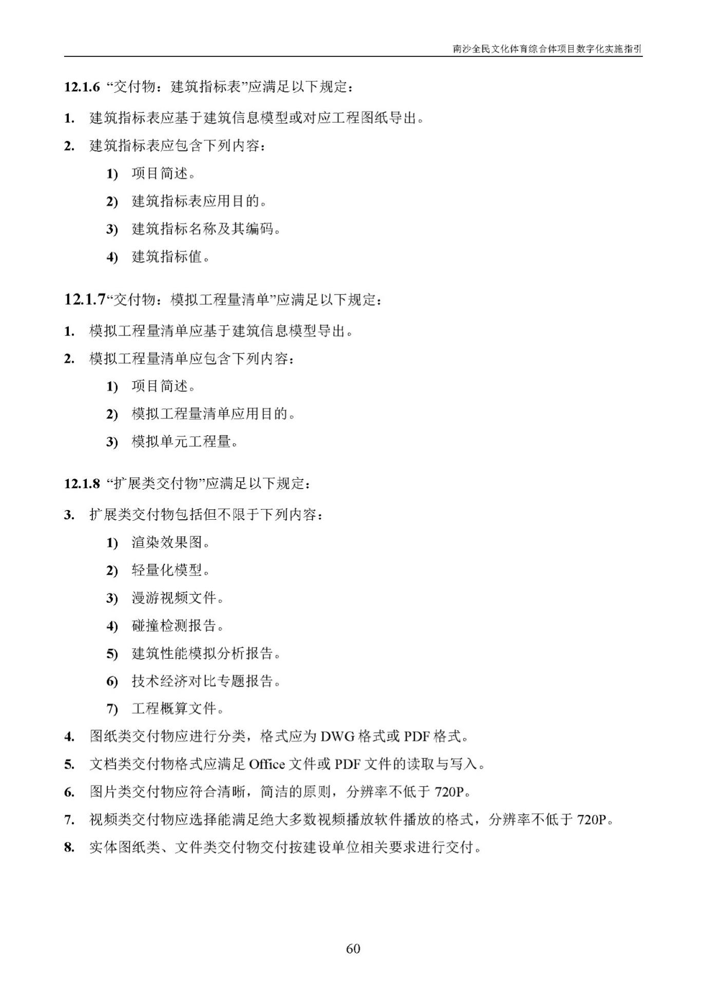 南沙全民文化体育综合体项目数字化实施指引
12.1.6 “交付物：建筑指标表”应满足以下规定：
1. 建筑指标表应基于建筑信息模型或对应工程图纸导出。
2. 建筑指标表应包含下列内容：
1) 项目简述。
2) 建筑指标表应用目的。
3) 建筑指标名称及其编码。
4) 建筑指标值。
12.1.7“交付物：模拟工程量清单”应满足以下规定：
1. 模拟工程量清单应基于建筑信息模型导出。
2. 模拟工程量清单应包含下列内容：
1) 项目简述。
2) 模拟工程量清单应用目的。
3) 模拟单元工程量。
12.1.8 “扩展类交付物”应满足以下规定：
3. 扩展类交付物包括但不限于下列内容：
1) 渲染效果图。
2) 轻量化模型。
3) 漫游视频文件。
4) 碰撞检测报告。
5) 建筑性能模拟分析报告。
6) 技术经济对比专题报告。
7) 工程概算文件。
4. 图纸类交付物应进行分类，格式应为 DWG 格式或 PDF 格式。
5. 文档类交付物格式应满足 Office 文件或 PDF 文件的读取与写入。
6. 图片类交付物应符合清晰，简洁的原则，分辨率不低于 720P。
7. 视频类交付物应选择能满足绝大多数视频播放软件播放的格式，分辨率不低于 720P。
8. 实体图纸类、文件类交付物交付按建设单位相关要求进行交付。
60